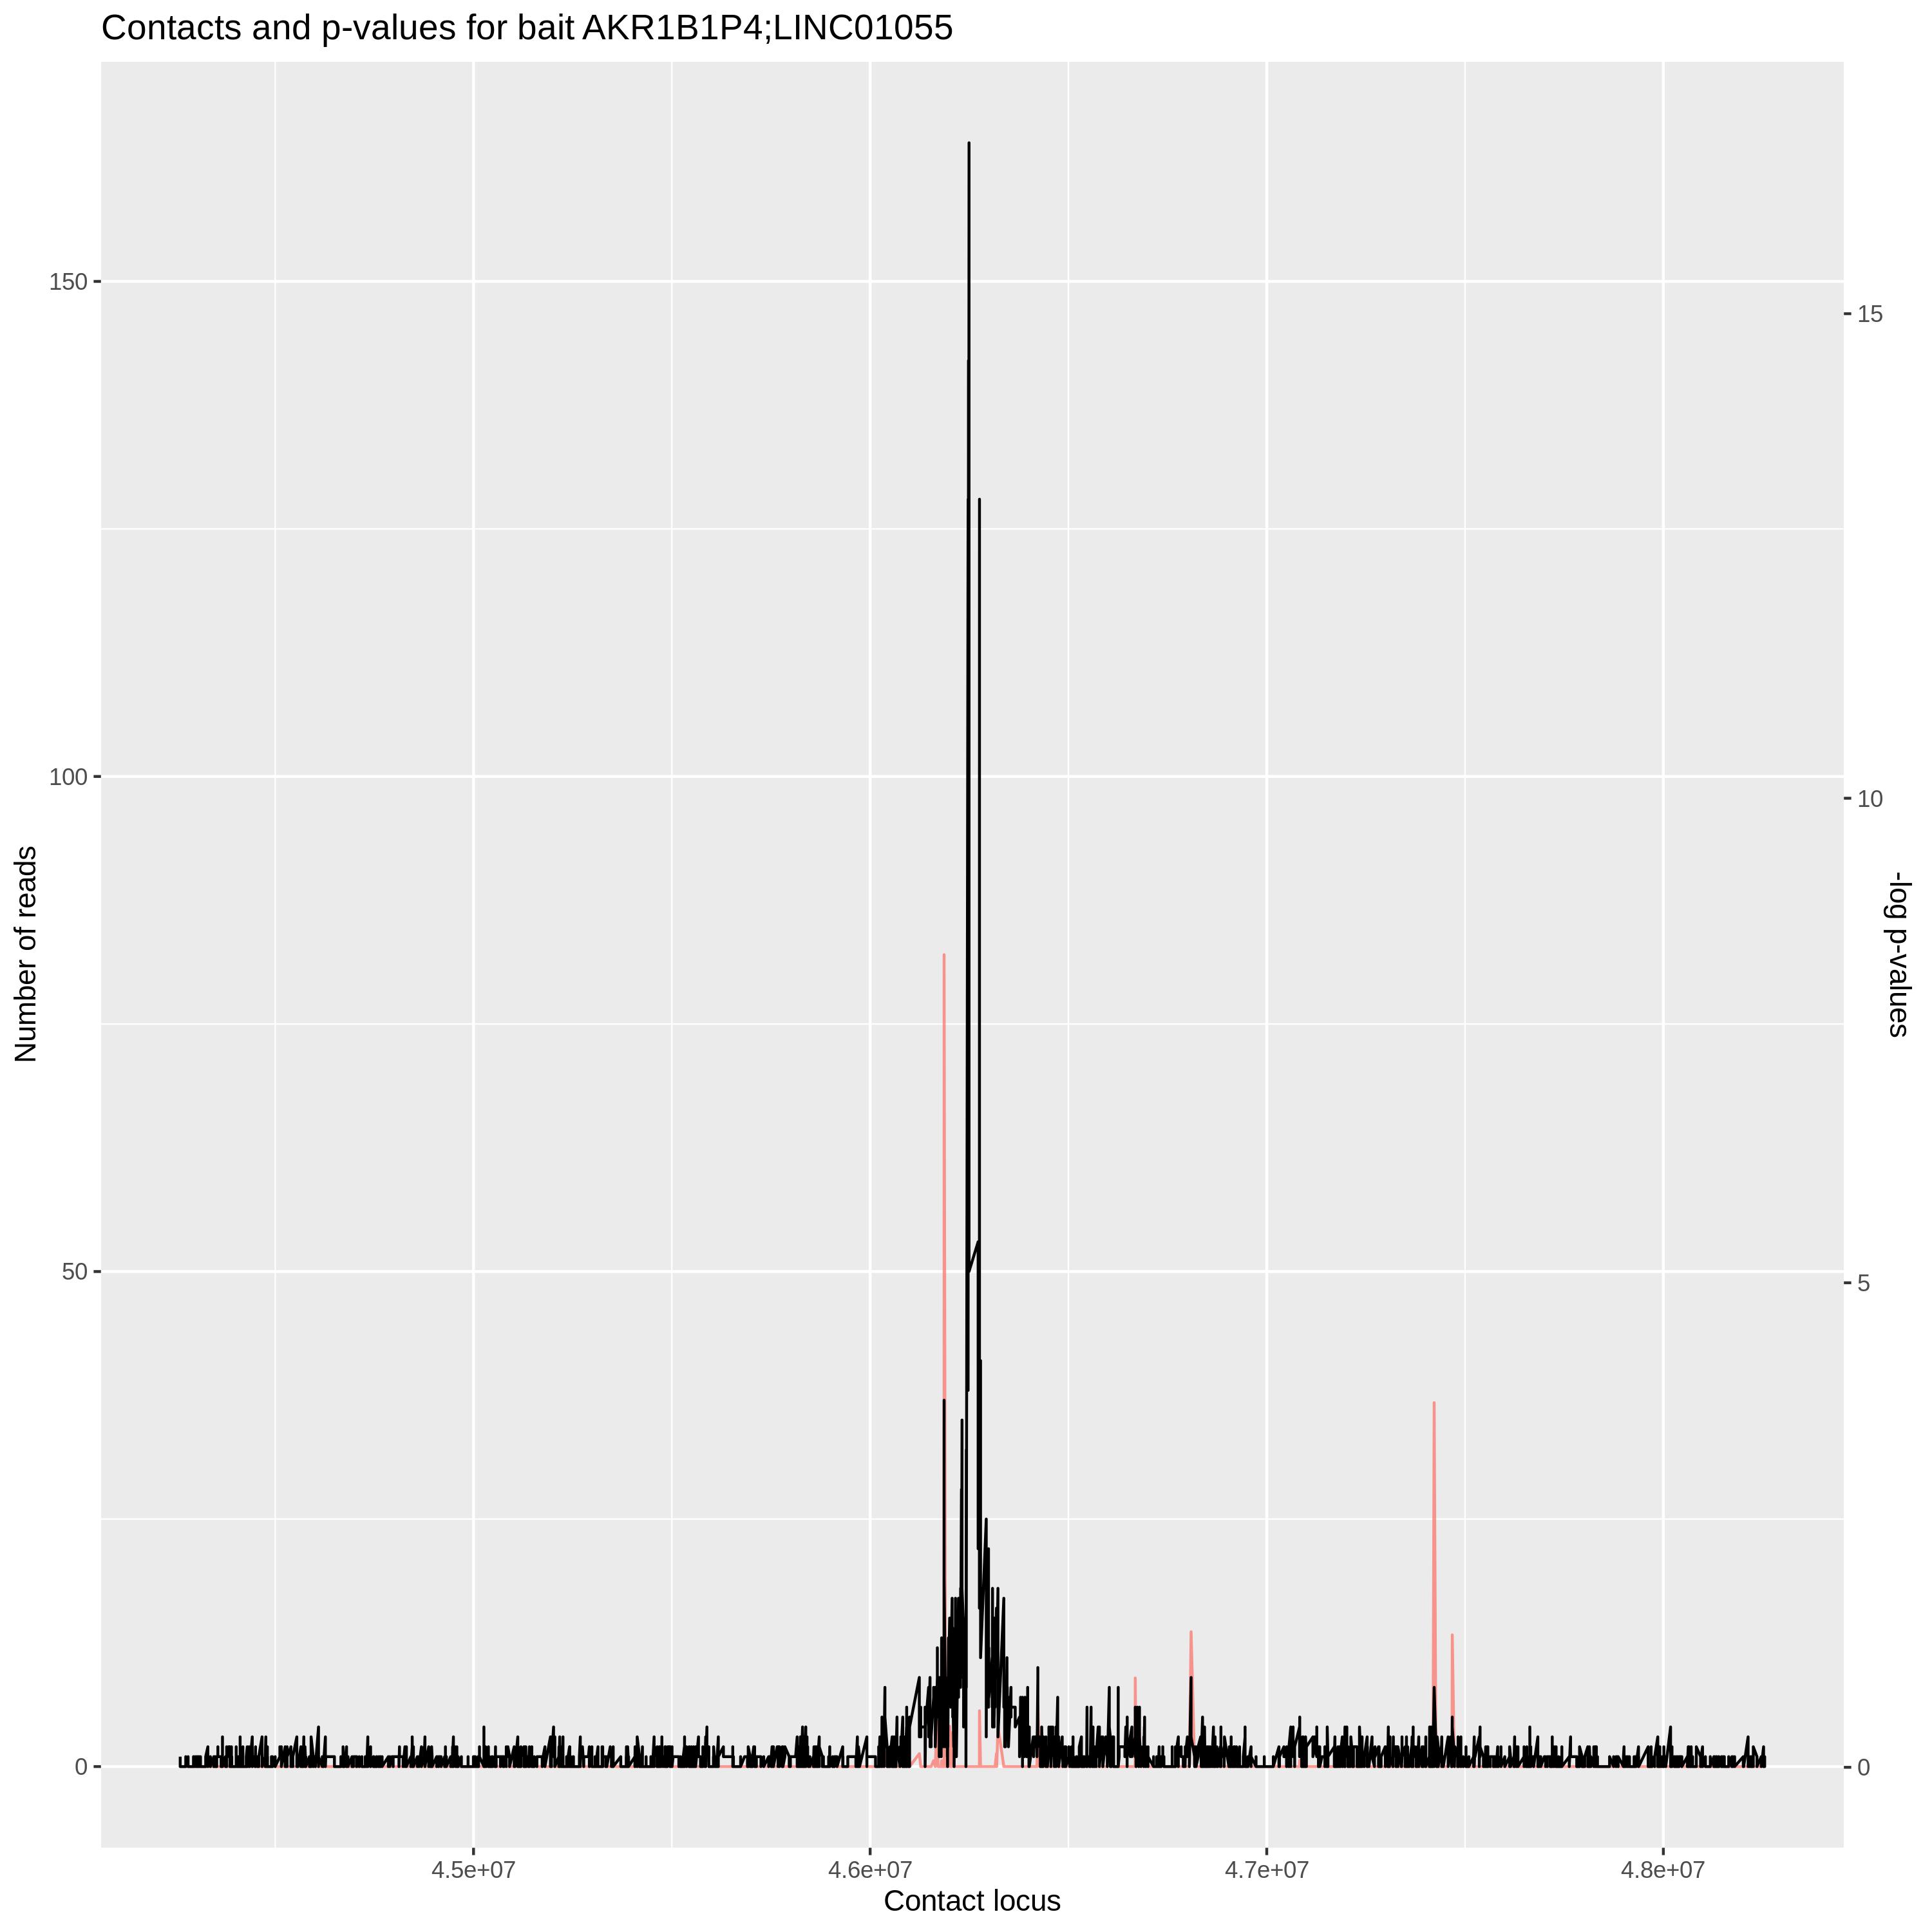 Contacts and p-values for bait AKR1B1P4;LINC01055
150
100
50
0
Number of reads
15
10
5
0
-log p-values
4.5e+07
4.6e+07
4.7e+07
4.8e+07
Contact locus